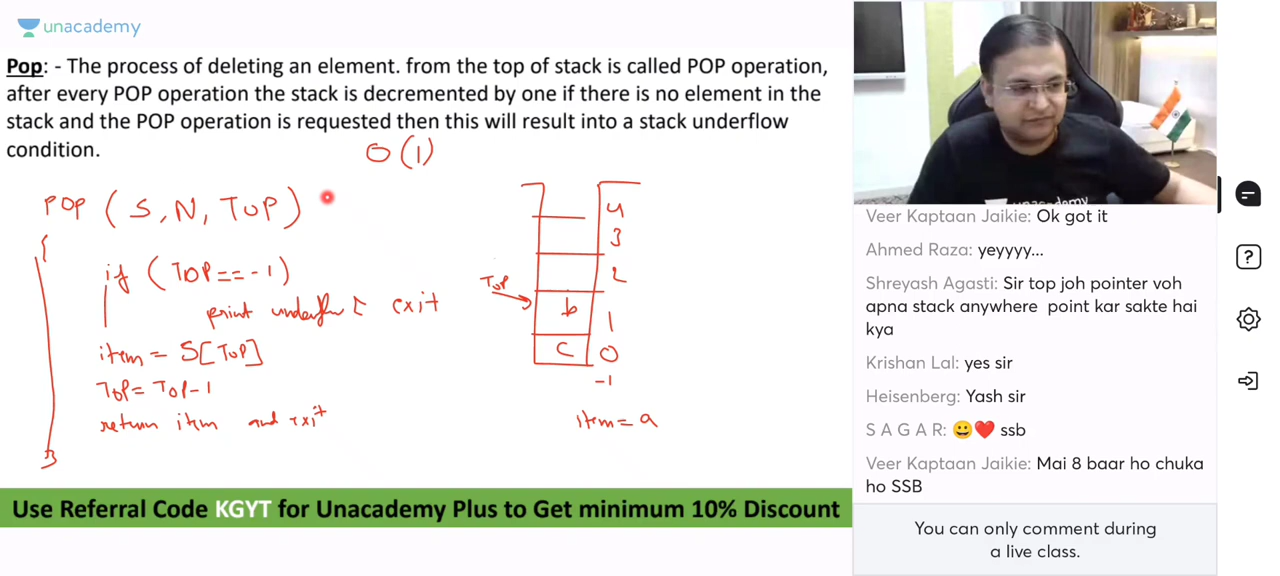 unacademy
Pop: - The process of deleting an element. from the top of stack is called POP operation,
after every POP operation the stack is decremented by one if there is no element in the
stack and the POP operation is requested then this will result into a stack underflow
condition.
O (1)
POP ( S, N, TOP )
{
if ( TOP == -1 )
print underflow & exit
item = S[TOP]
TOP = TOP - 1
return item and exit
}
4
3
2
TOP
b 1
C 0
-1
item = a
Use Referral Code KGYT for Unacademy Plus to Get minimum 10% Discount
unacademy
Veer Kaptaan Jaikie: Ok got it
Ahmed Raza: yeyyyy...
Shreyash Agasti: Sir top joh pointer voh
apna stack anywhere point kar sakte hai
kya
Krishan Lal: yes sir
Heisenberg: Yash sir
S A G A R: 😀❤️ ssb
Veer Kaptaan Jaikie: Mai 8 baar ho chuka
ho SSB
You can only comment during
a live class.